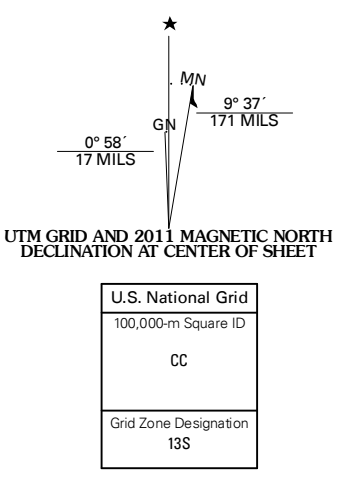 MN
9° 37´
171 MILS
GN
0° 58´
17 MILS
UTM GRID AND 2011 MAGNETIC NORTH
DECLINATION AT CENTER OF SHEET
U.S. National Grid
100,000-m Square ID
CC
Grid Zone Designation
13S